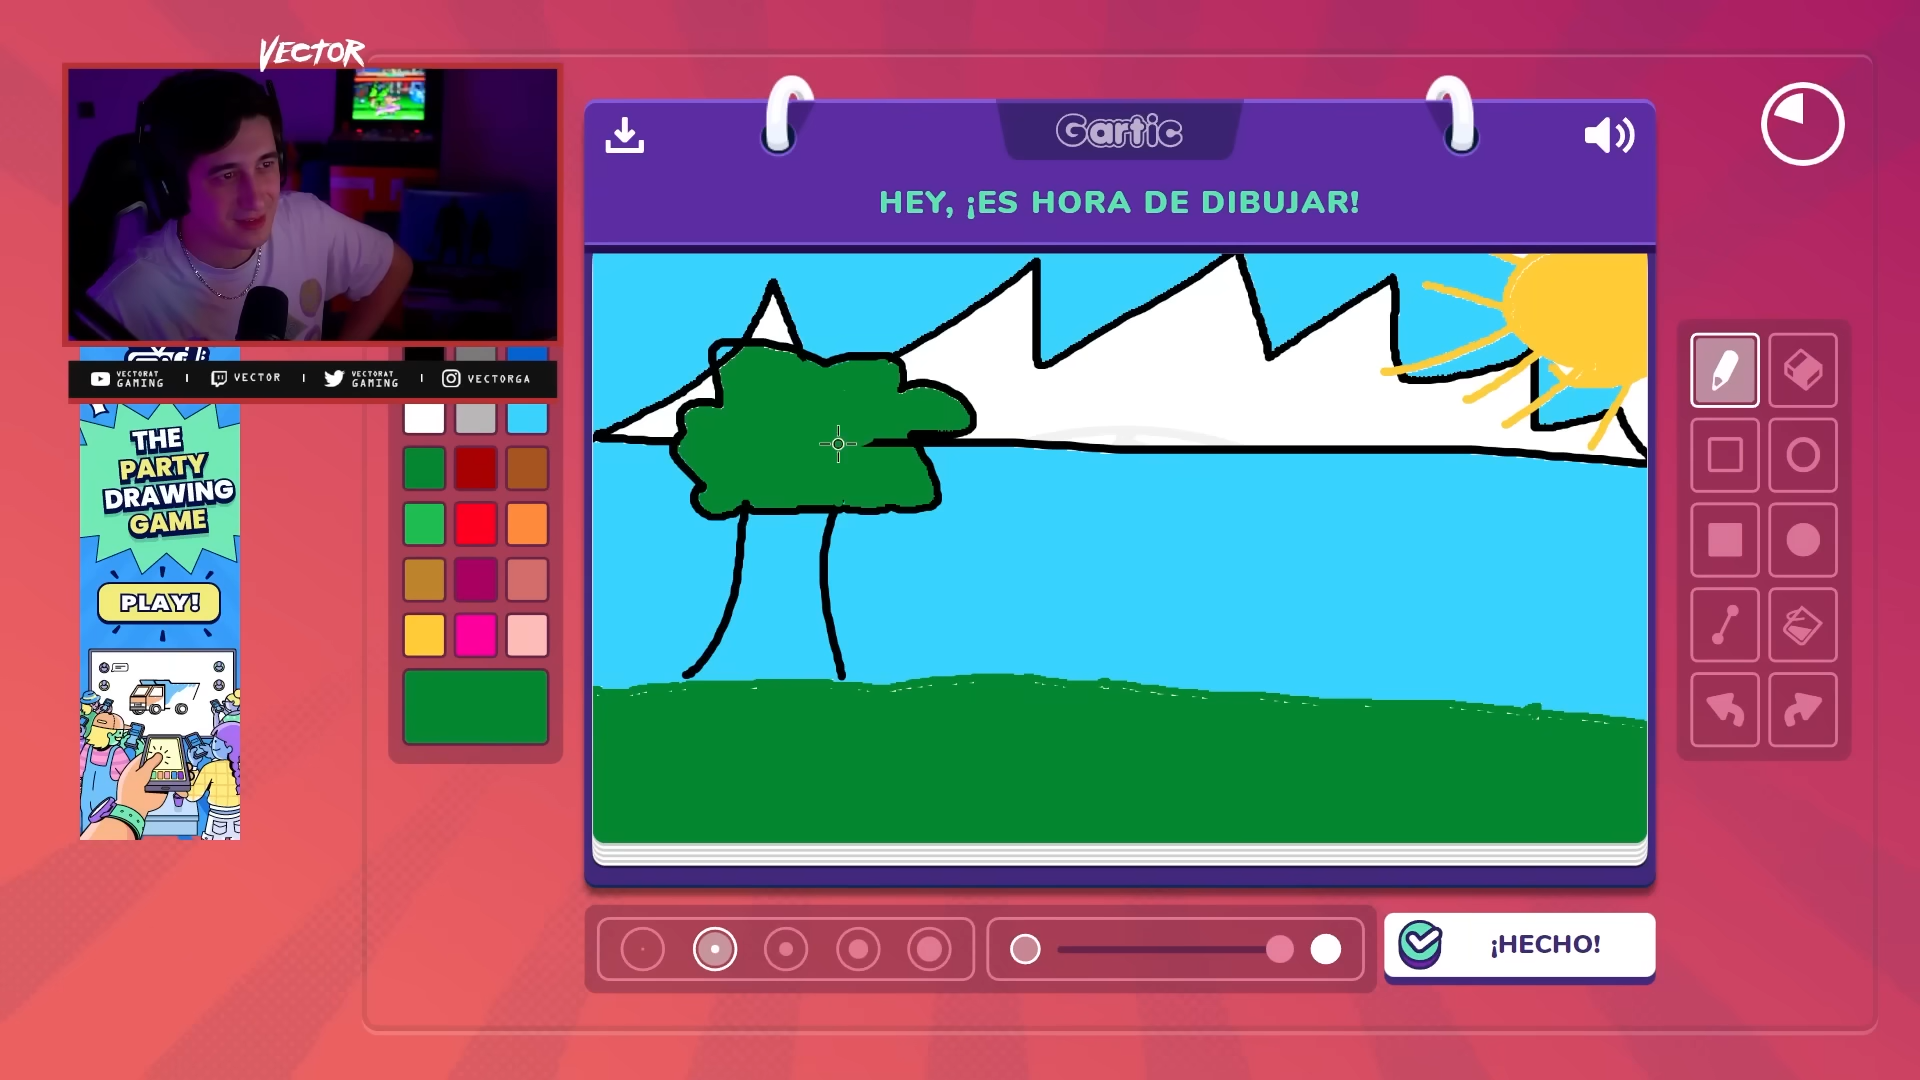 VECTOR
Gartic
HEY, ¡ES HORA DE DIBUJAR!
VECTORAT
GAMING
VECTOR
VECTORAT
GAMING
VECTORGA
THE
PARTY
DRAWING
GAME
PLAY!
¡HECHO!